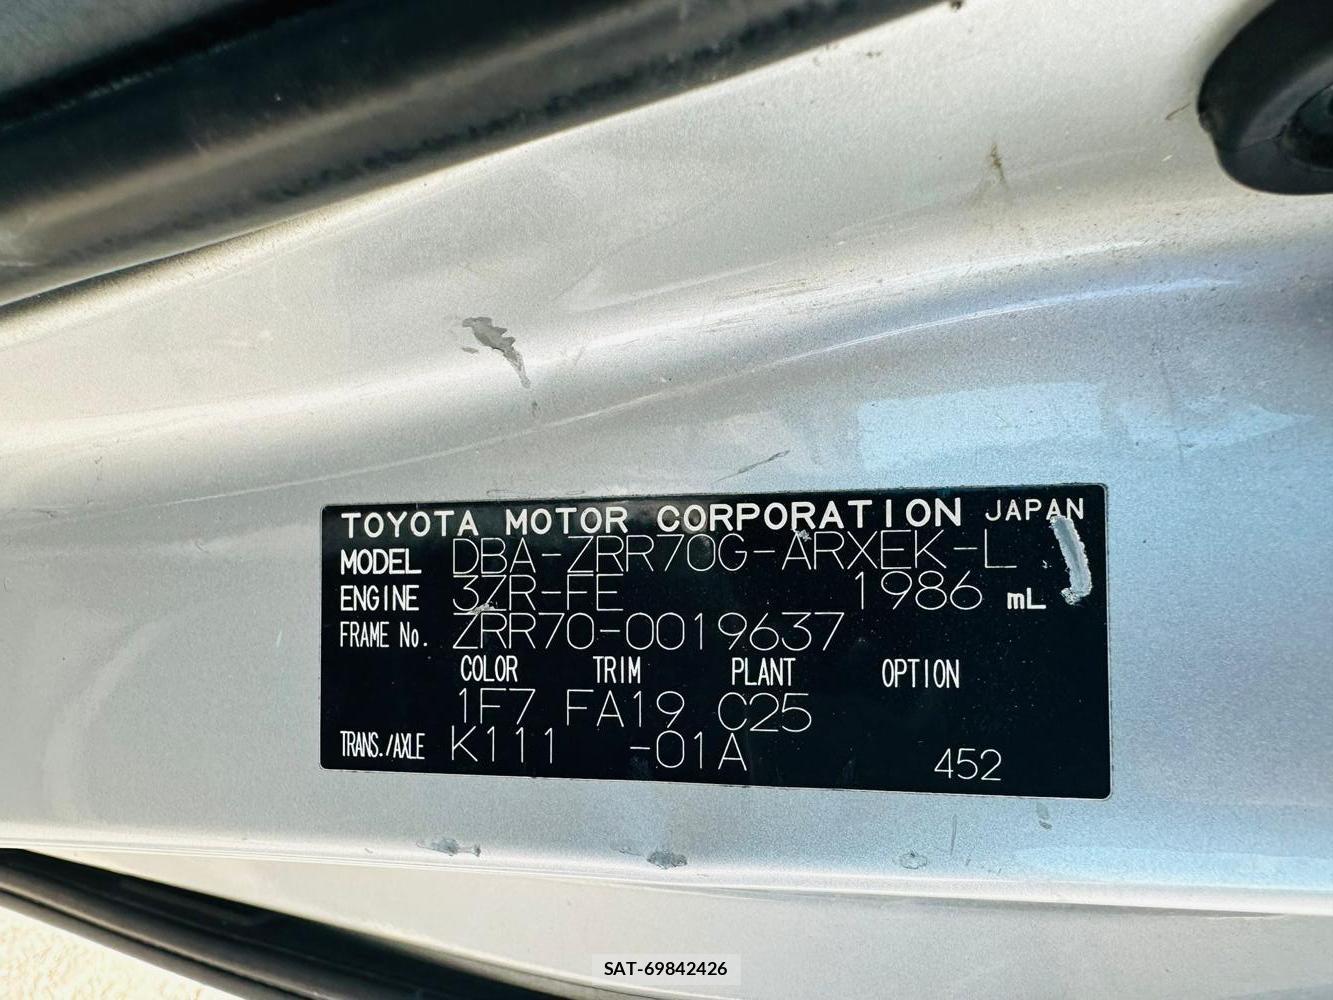 TOYOTA MOTOR CORPORATION JAPAN
MODEL DBA-ZRR70G-ARXEK-L
ENGINE 3ZR-FE 1986 mL
FRAME No. ZRR70-0019637
COLOR TRIM PLANT OPTION
1F7 FA19 C25
TRANS./AXLE K111 -01A 452
SAT-69842426